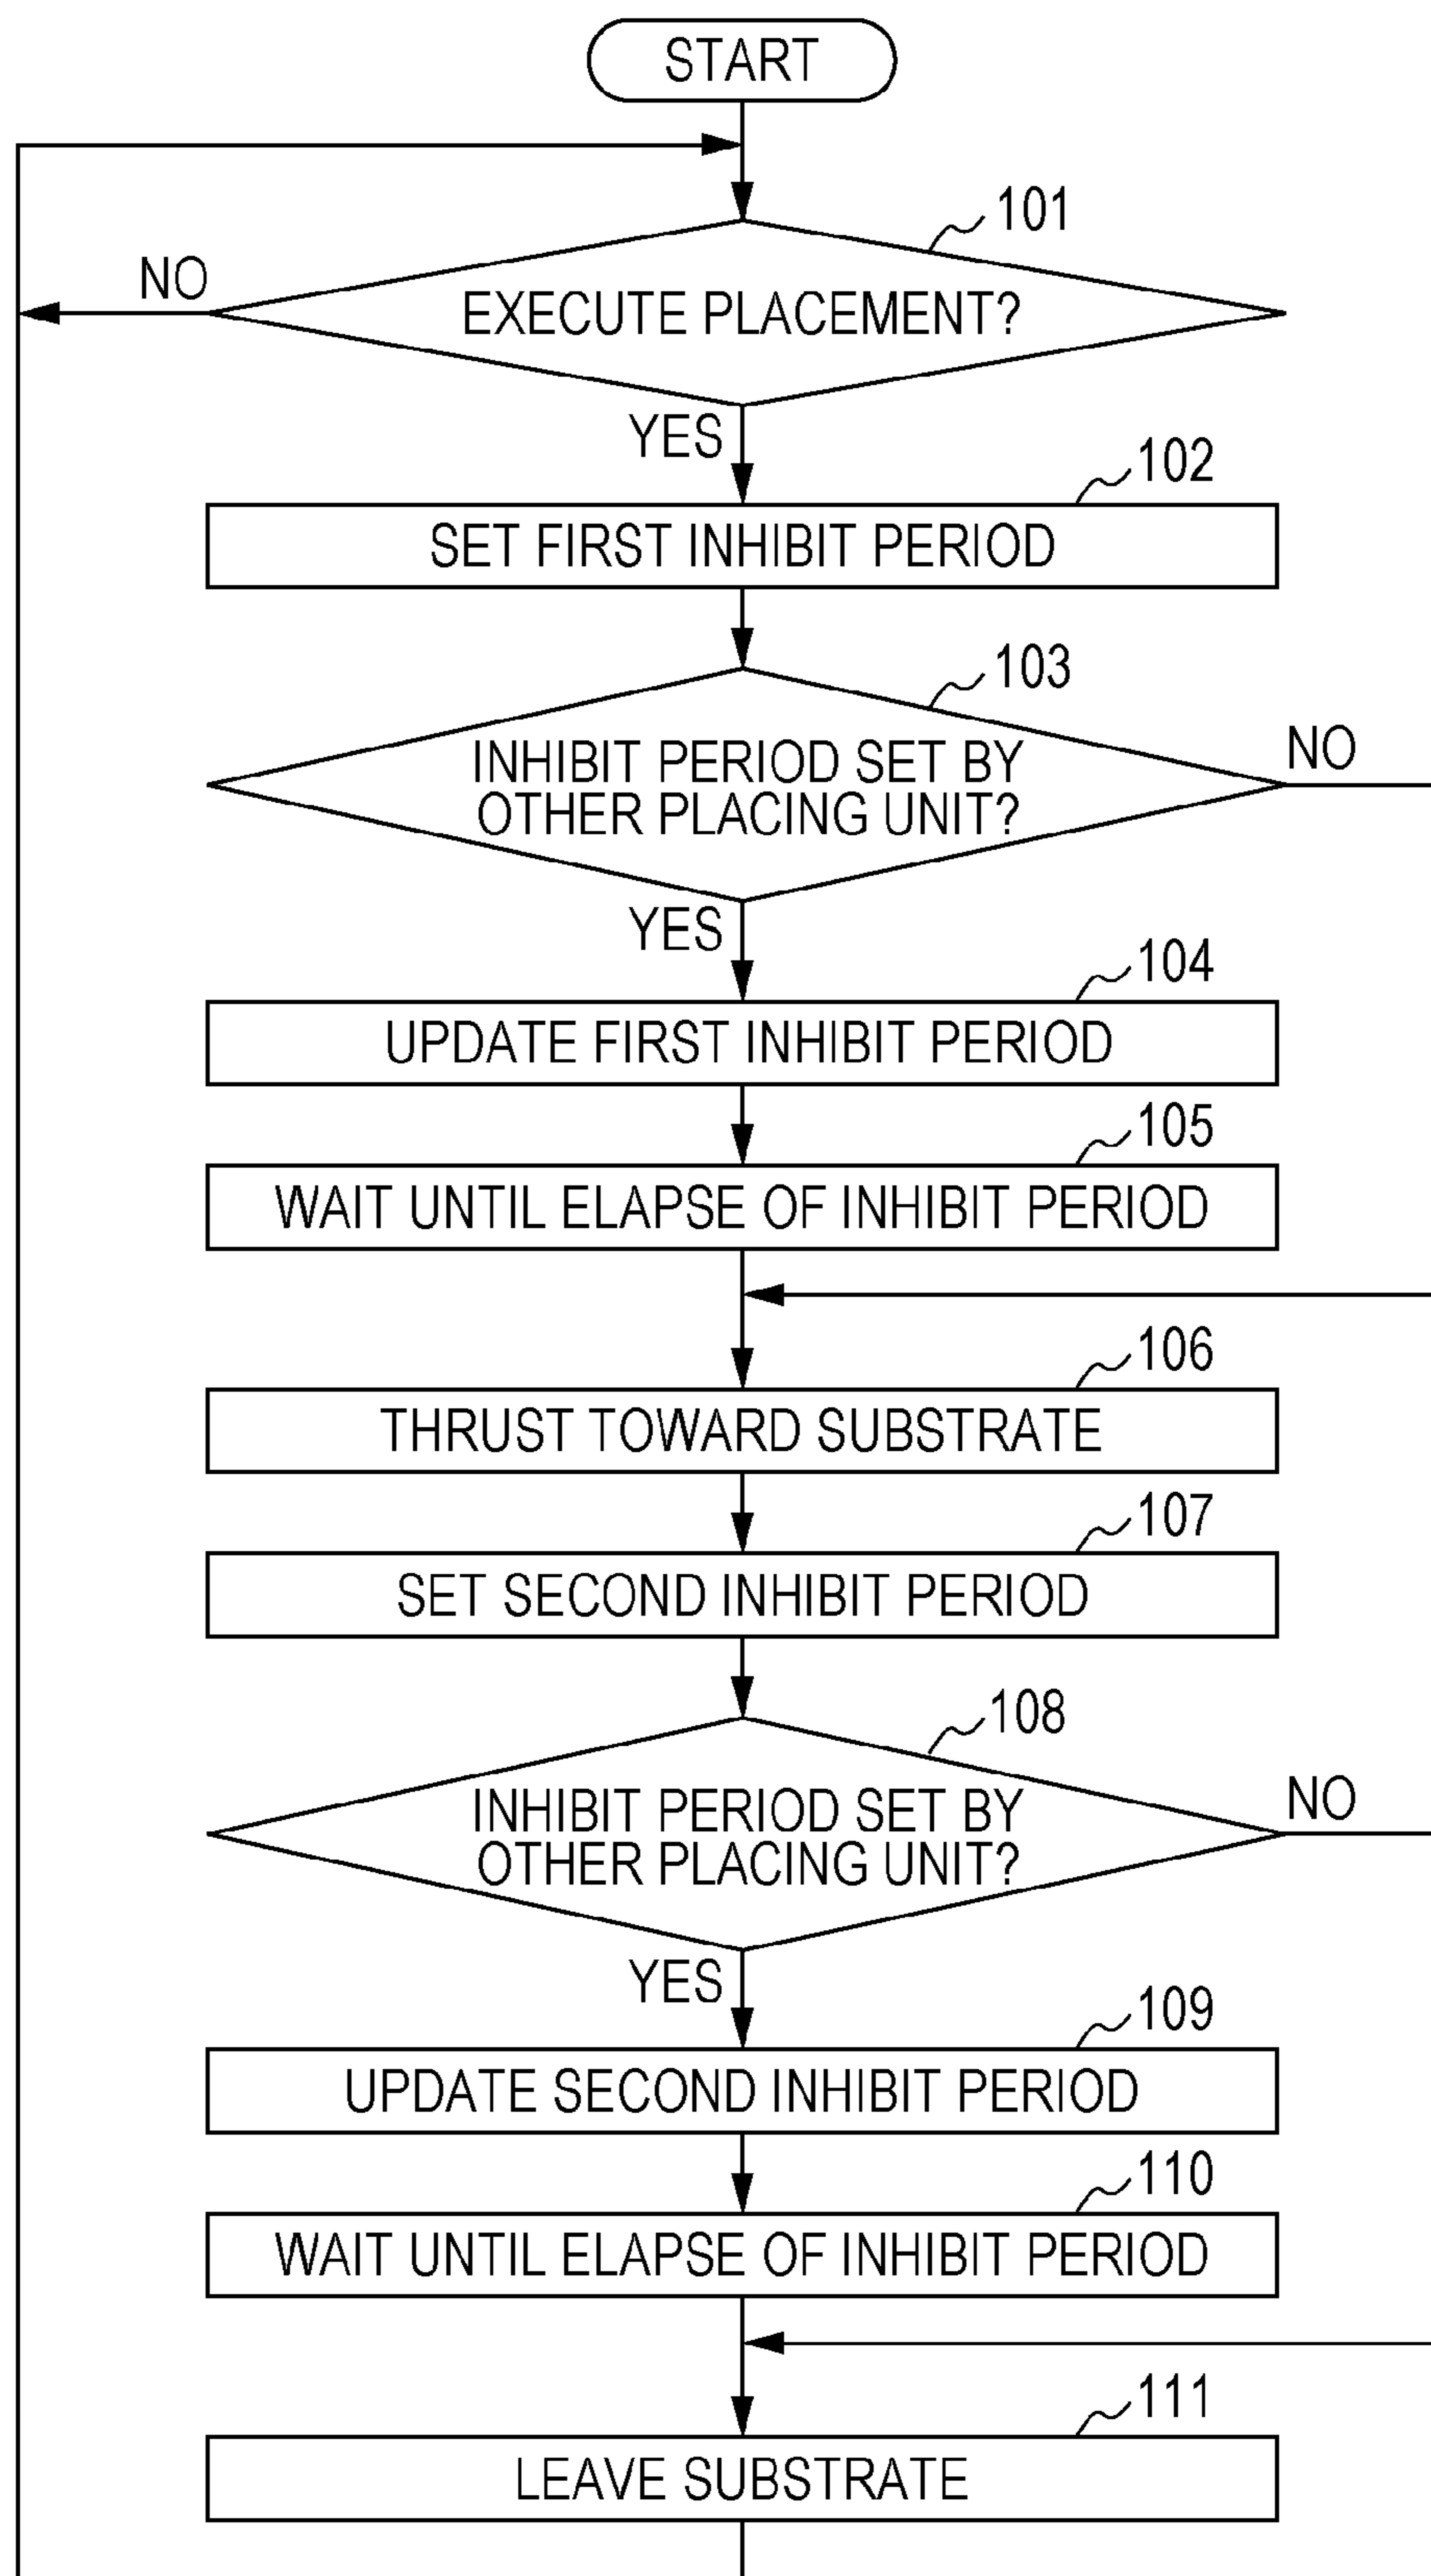 START
101
NO
EXECUTE PLACEMENT?
YES
102
SET FIRST INHIBIT PERIOD
103
INHIBIT PERIOD SET BY
OTHER PLACING UNIT?
NO
YES
104
UPDATE FIRST INHIBIT PERIOD
105
WAIT UNTIL ELAPSE OF INHIBIT PERIOD
106
THRUST TOWARD SUBSTRATE
107
SET SECOND INHIBIT PERIOD
108
INHIBIT PERIOD SET BY
OTHER PLACING UNIT?
NO
YES
109
UPDATE SECOND INHIBIT PERIOD
110
WAIT UNTIL ELAPSE OF INHIBIT PERIOD
111
LEAVE SUBSTRATE